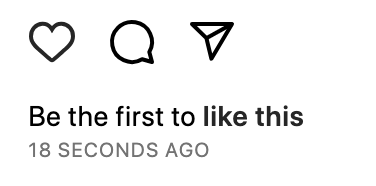 Be the first to like this
18 SECONDS AGO